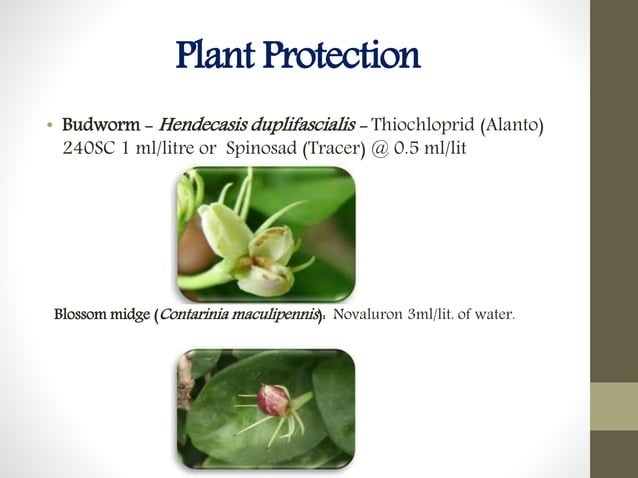 Plant Protection
• Budworm – Hendecasis duplifascialis – Thiochloprid (Alanto)
240SC 1 ml/litre or Spinosad (Tracer) @ 0.5 ml/lit
Blossom midge (Contarinia maculipennis): Novaluron 3ml/lit. of water.